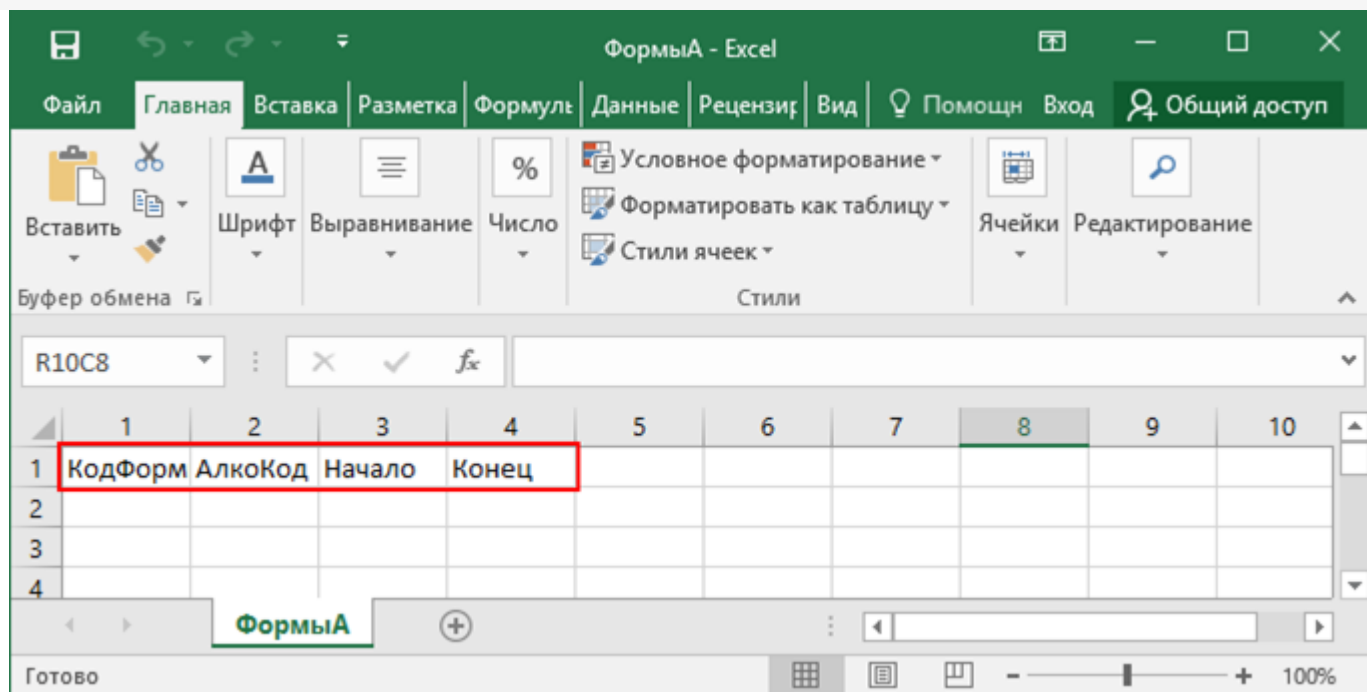 ФормыА - Excel
Файл Главная Вставка Разметка Формуль Данные Рецензир Вид Помощн Вход Общий доступ
Вставить
Буфер обмена
Шрифт
Выравнивание
%
Число
Условное форматирование
Форматировать как таблицу
Стили ячеек
Стили
Ячейки
Редактирование
R10C8 fx
1 2 3 4 5 6 7 8 9 10
1 КодФорм АлкоКод Начало Конец
2
3
4
ФормыА
Готово 100%